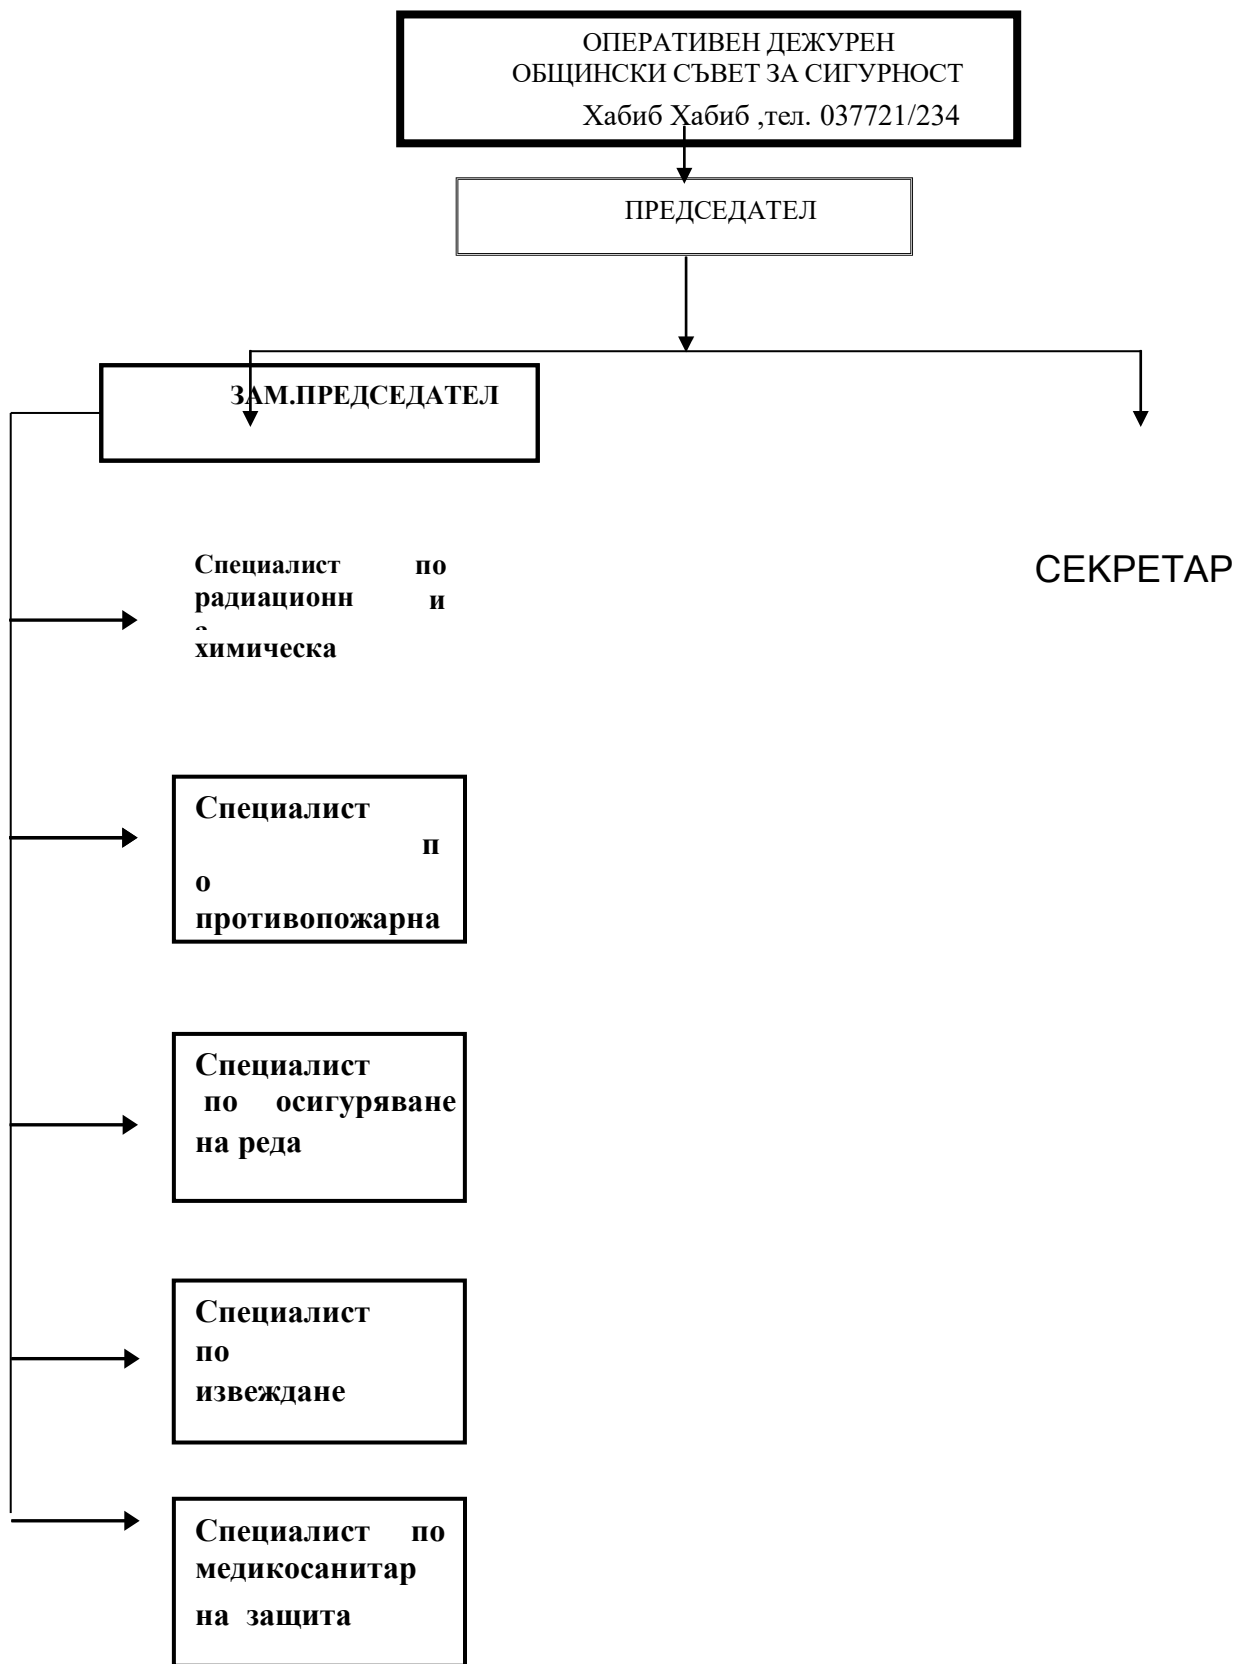 ОПЕРАТИВЕН ДЕЖУРЕН
ОБЩИНСКИ СЪВЕТ ЗА СИГУРНОСТ
Хабиб Хабиб ,тел. 037721/234
ПРЕДСЕДАТЕЛ
ЗАМ.ПРЕДСЕДАТЕЛ
Специалист по
радиационн и
а
химическа
СЕКРЕТАР
Специалист
п
о
противопожарна
Специалист
по осигуряване
на реда
Специалист
по
извеждане
Специалист по
медикосанитар
на защита